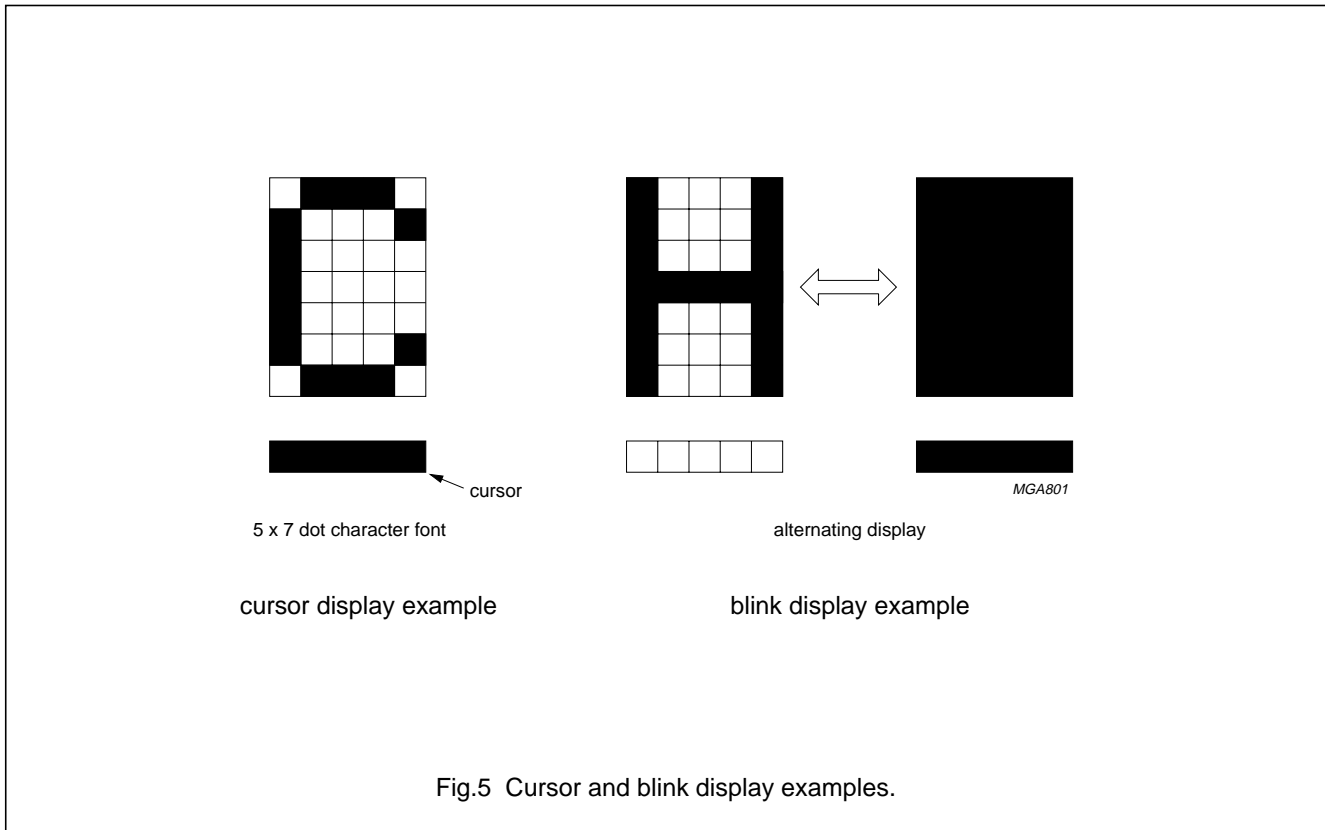 cursor
MGA801
5 x 7 dot character font
alternating display
cursor display example
blink display example
Fig.5 Cursor and blink display examples.